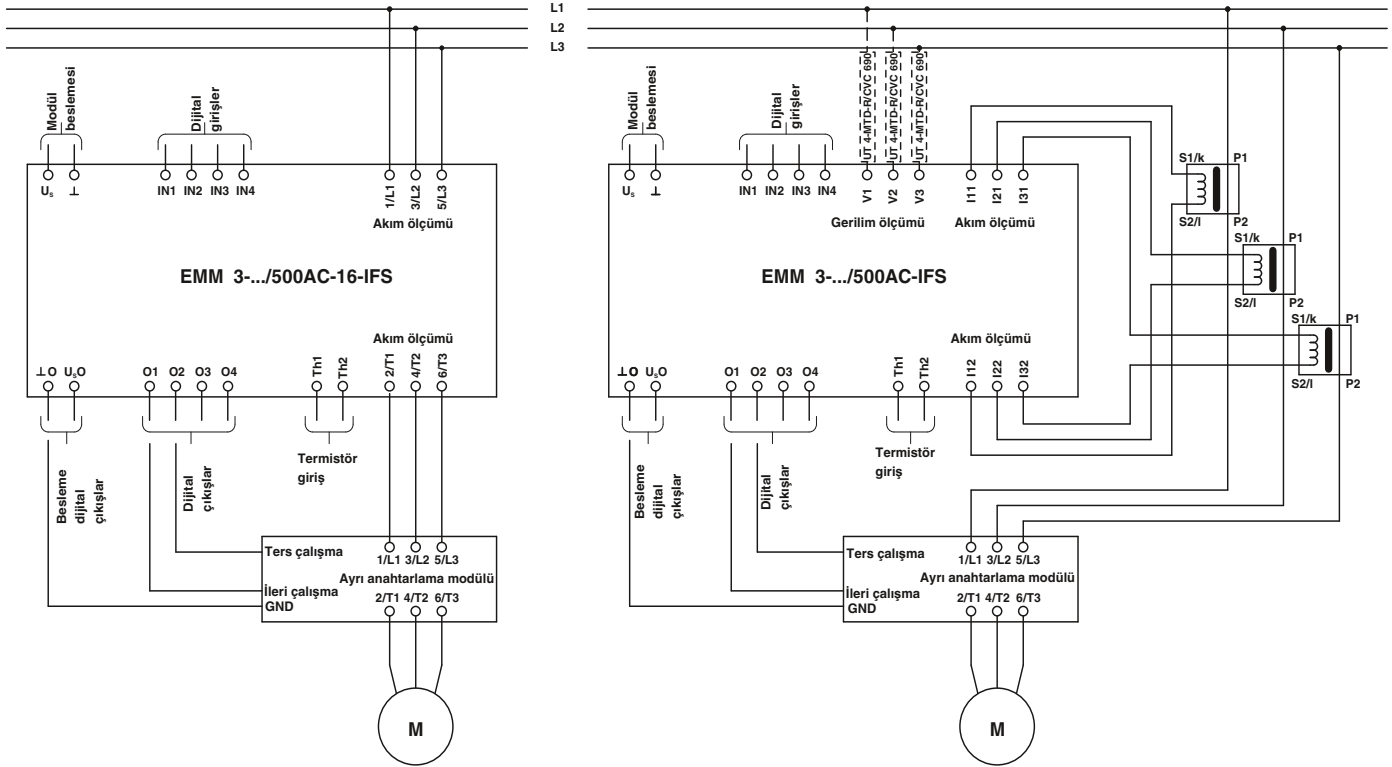 L1
L2
L3
Modül
beslemesi
Dijital
girişler
Us ⊥ IN1 IN2 IN3 IN4 1/L1 3/L2 5/L3
Akım ölçümü
EMM 3-.../500AC-16-IFS
Akım ölçümü
⊥O UsO O1 O2 O3 O4 Th1 Th2 2/T1 4/T2 6/T3
Besleme
dijital
çıkışlar
Dijital
çıkışlar
Termistör
giriş
Ters çalışma
1/L1 3/L2 5/L3
Ayrı anahtarlama modülü
İleri çalışma
GND
2/T1 4/T2 6/T3
M
Modül
beslemesi
Dijital
girişler
UT 4-MTD-R/CVC 690
UT 4-MTD-R/CVC 690
UT 4-MTD-R/CVC 690
Us ⊥ IN1 IN2 IN3 IN4 V1 V2 V3 I11 I21 I31
Gerilim ölçümü Akım ölçümü
EMM 3-.../500AC-IFS
Akım ölçümü
⊥O UsO O1 O2 O3 O4 Th1 Th2 I12 I22 I32
S1/k P1
S2/l P2
S1/k P1
S2/l P2
S1/k P1
S2/l P2
Besleme
dijital
çıkışlar
Dijital
çıkışlar
Termistör
giriş
Ters çalışma
1/L1 3/L2 5/L3
Ayrı anahtarlama modülü
İleri çalışma
GND
2/T1 4/T2 6/T3
M